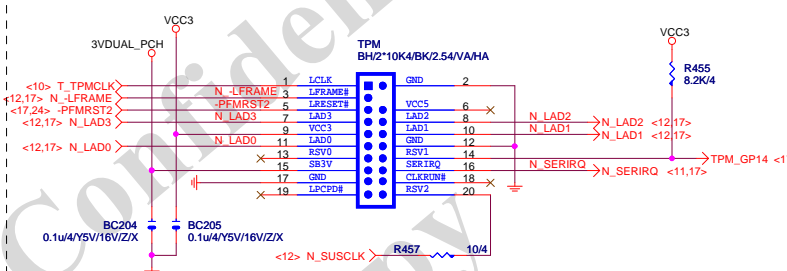 VCC3
3VDUAL_PCH
TPM
BH/2*10K4/BK/2.54/VA/HA
VCC3
R455
8.2K/4
<10> T_TPMCLK 1 LCLK GND 2
<12,17> N_-LFRAME N_-LFRAME 3 LFRAME#
<17,24> -PFMRST2 -PFMRST2 5 LRESET# VCC5 6
<12,17> N_LAD3 N_LAD3 7 LAD3 LAD2 8 N_LAD2 N_LAD2 <12,17>
9 VCC3 LAD1 10 N_LAD1 N_LAD1 <12,17>
<12,17> N_LAD0 N_LAD0 11 LAD0 GND 12
13 RSV0 RSV1 14 TPM_GP14 <1
15 SB3V SERIRQ 16 N_SERIRQ N_SERIRQ <11,17>
17 GND CLKRUN# 18
19 LPCPD# RSV2 20
BC204
0.1u/4/Y5V/16V/Z/X
BC205
0.1u/4/Y5V/16V/Z/X
<12> N_SUSCLK R457 10/4
Confiden
py